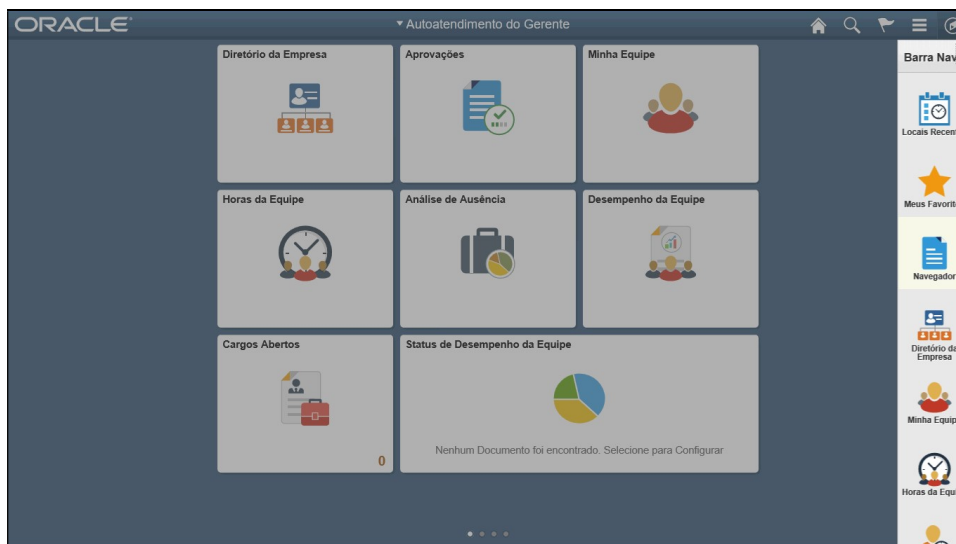 ORACLE
Autoatendimento do Gerente
Barra Nav
Diretório da Empresa
Aprovações
Minha Equipe
Horas da Equipe
Análise de Ausência
Desempenho da Equipe
Cargos Abertos
0
Status de Desempenho da Equipe
Nenhum Documento foi encontrado. Selecione para Configurar
Locais Recen
Meus Favorit
Navegador
Diretório da
Empresa
Minha Equip
Horas da Equi